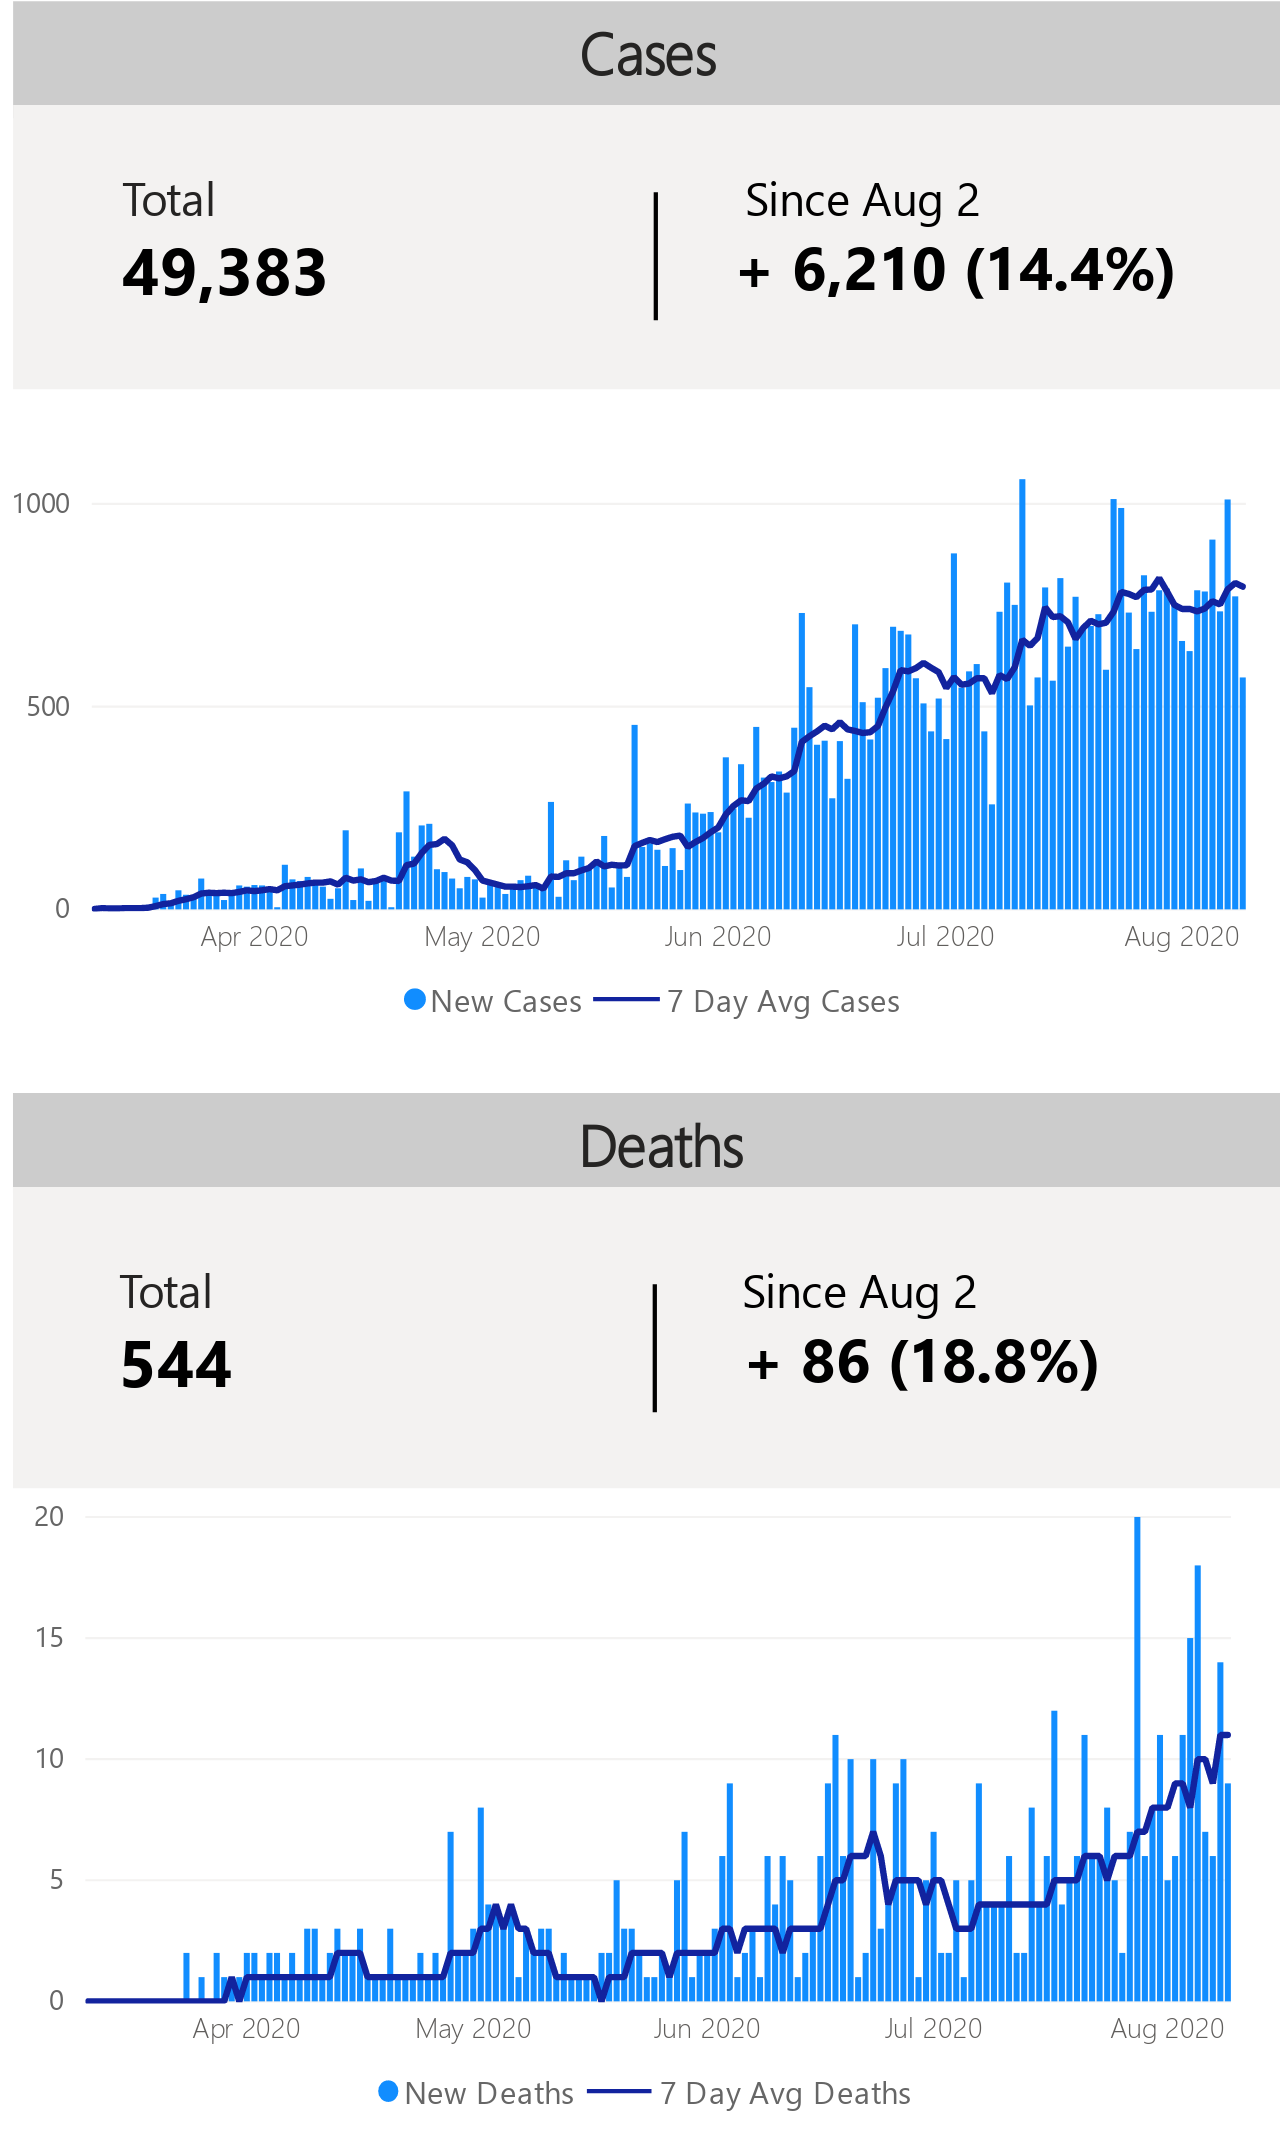 Cases
Total
Since Aug 2
49,383
+ 6,210 (14.4%)
1000
500
0
Apr 2020
May 2020
Jun 2020
Jul 2020
Aug 2020
New Cases
7 Day Avg Cases
Deaths
Total
Since Aug 2
544
+ 86 (18.8%)
20
15
10
5
0
Apr 2020
May 2020
Jun 2020
Jul 2020
Aug 2020
New Deaths
7 Day Avg Deaths